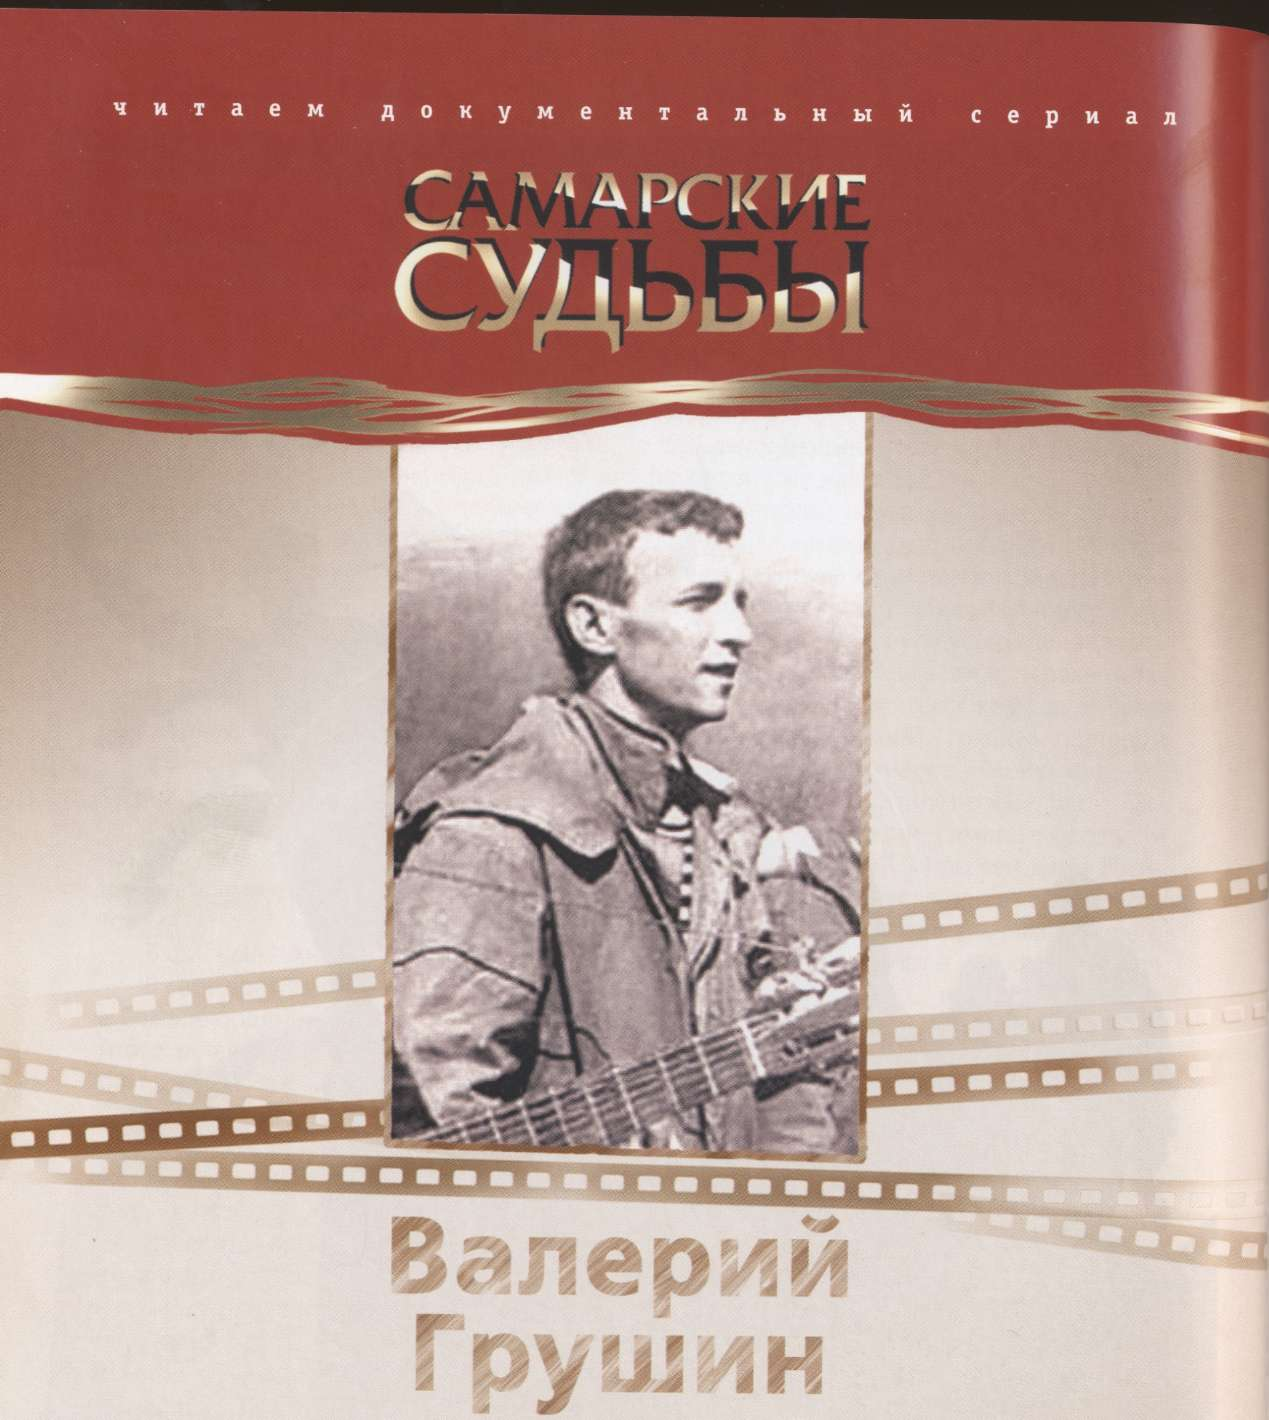 читаем документальный сериал
САМАРСКИЕ
СУДЬБЫ
Валерий
Грушин